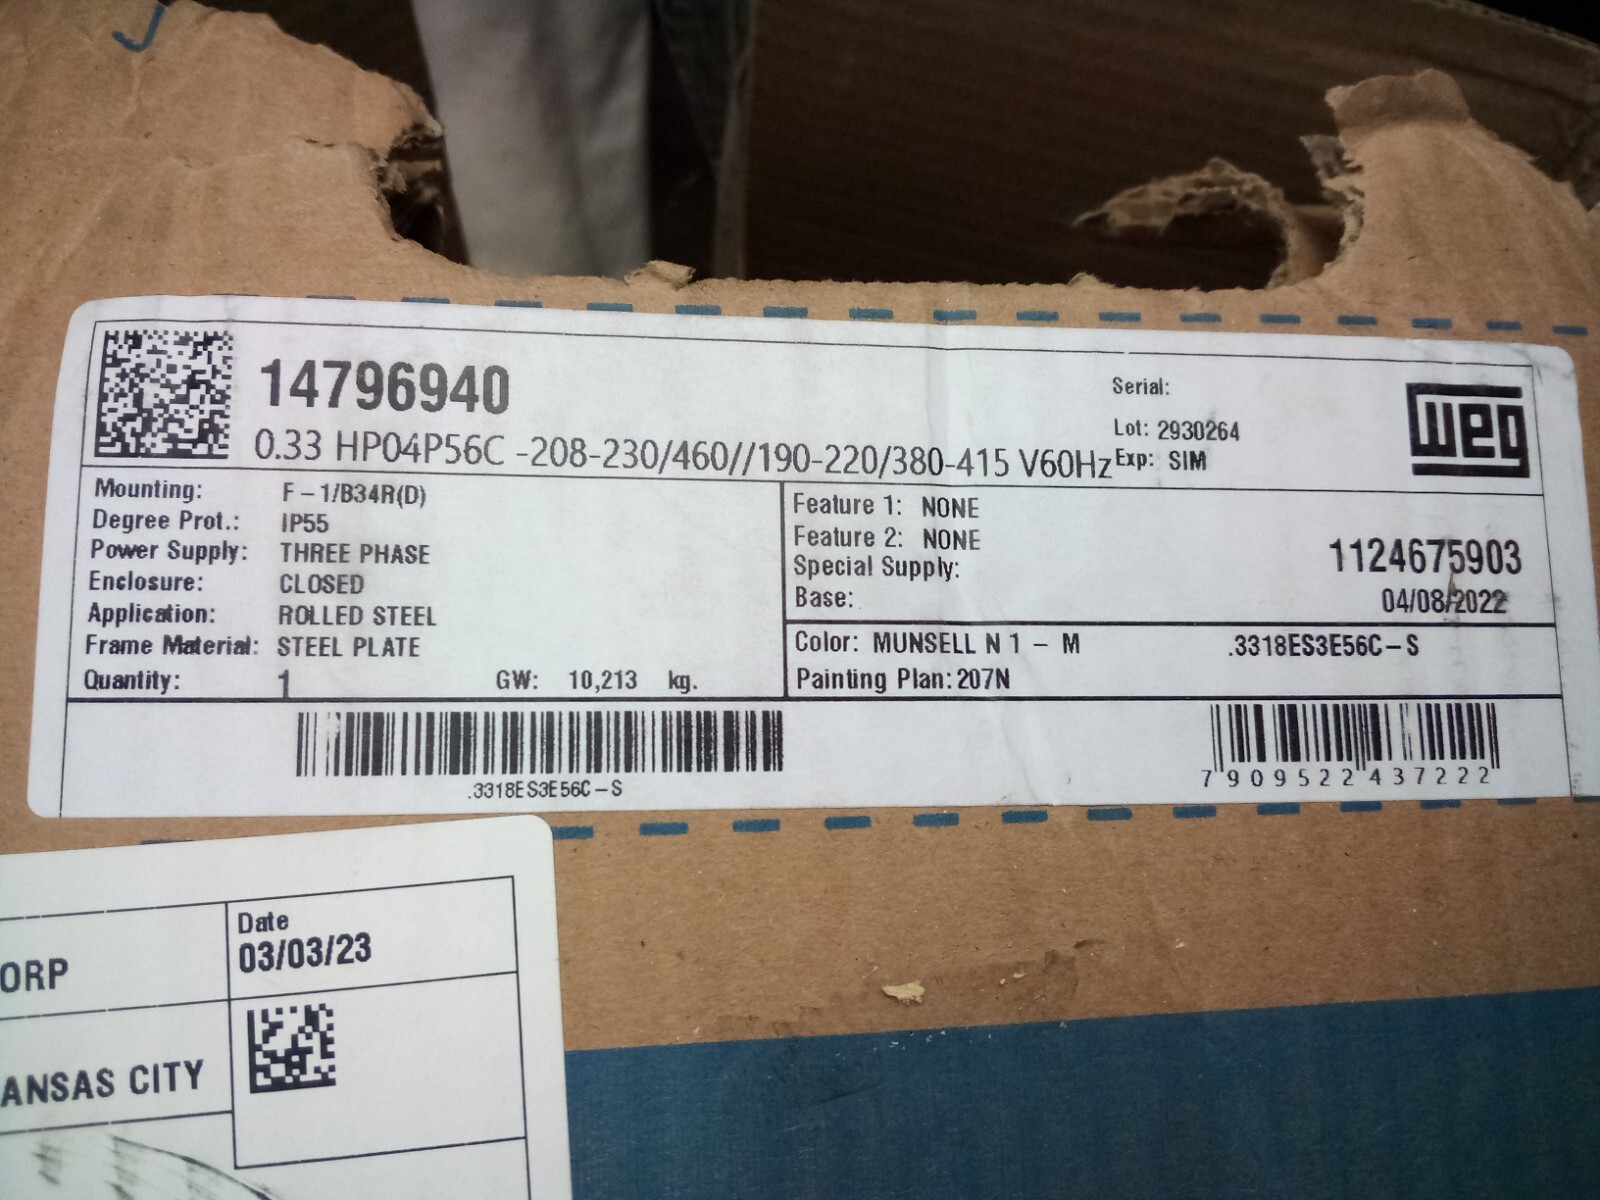 14796940
0.33 HP04P56C -208-230/460//190-220/380-415 V60Hz
Serial:
Lot: 2930264
Exp: SIM
weg
Mounting: F-1/B34R(D)
Degree Prot.: IP55
Power Supply: THREE PHASE
Enclosure: CLOSED
Application: ROLLED STEEL
Frame Material: STEEL PLATE
Quantity: 1 GW: 10,213 kg.
Feature 1: NONE
Feature 2: NONE
Special Supply:
Base:
1124675903
04/08/2022
Color: MUNSELL N 1 - M .3318ES3E56C-S
Painting Plan: 207N
.3318ES3E56C-S
7909522437222
Date
03/03/23
ORP
ANSAS CITY